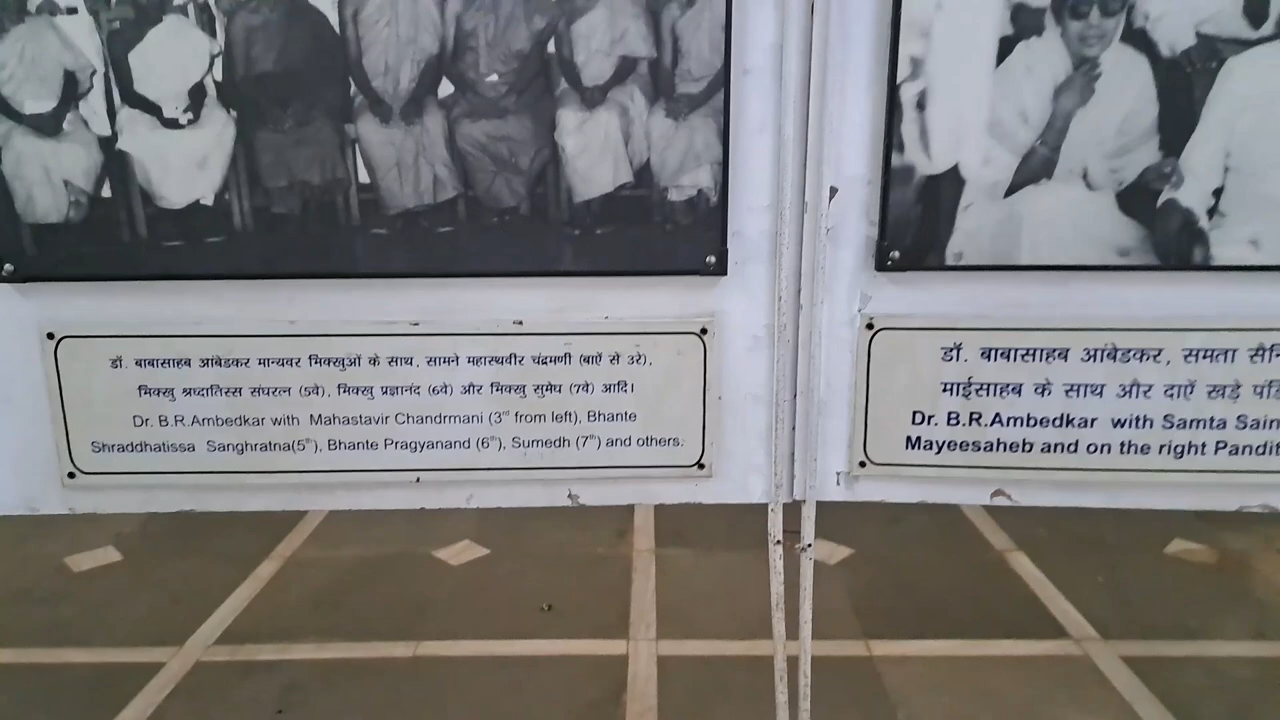 डॉ. बाबासाहब आंबेडकर मान्यवर भिक्खुओं के साथ, सामने महास्थवीर चंद्रमणी (बाऐं से 3रे),
भिक्खु श्रध्दातिस्स संघरत्न (5वे), भिक्खु प्रज्ञानंद (6वे) और भिक्खु सुमेघ (7वे) आदि।
Dr. B.R.Ambedkar with Mahastavir Chandrmani (3rd from left), Bhante
Shraddhatissa Sanghratna(5th), Bhante Pragyanand (6th), Sumedh (7th) and others.
डॉ. बाबासाहब आंबेडकर, समता
माईसाहब के साथ और दाऐं खड़े
Dr. B.R.Ambedkar with Samta
Mayeesaheb and on the right Pandit